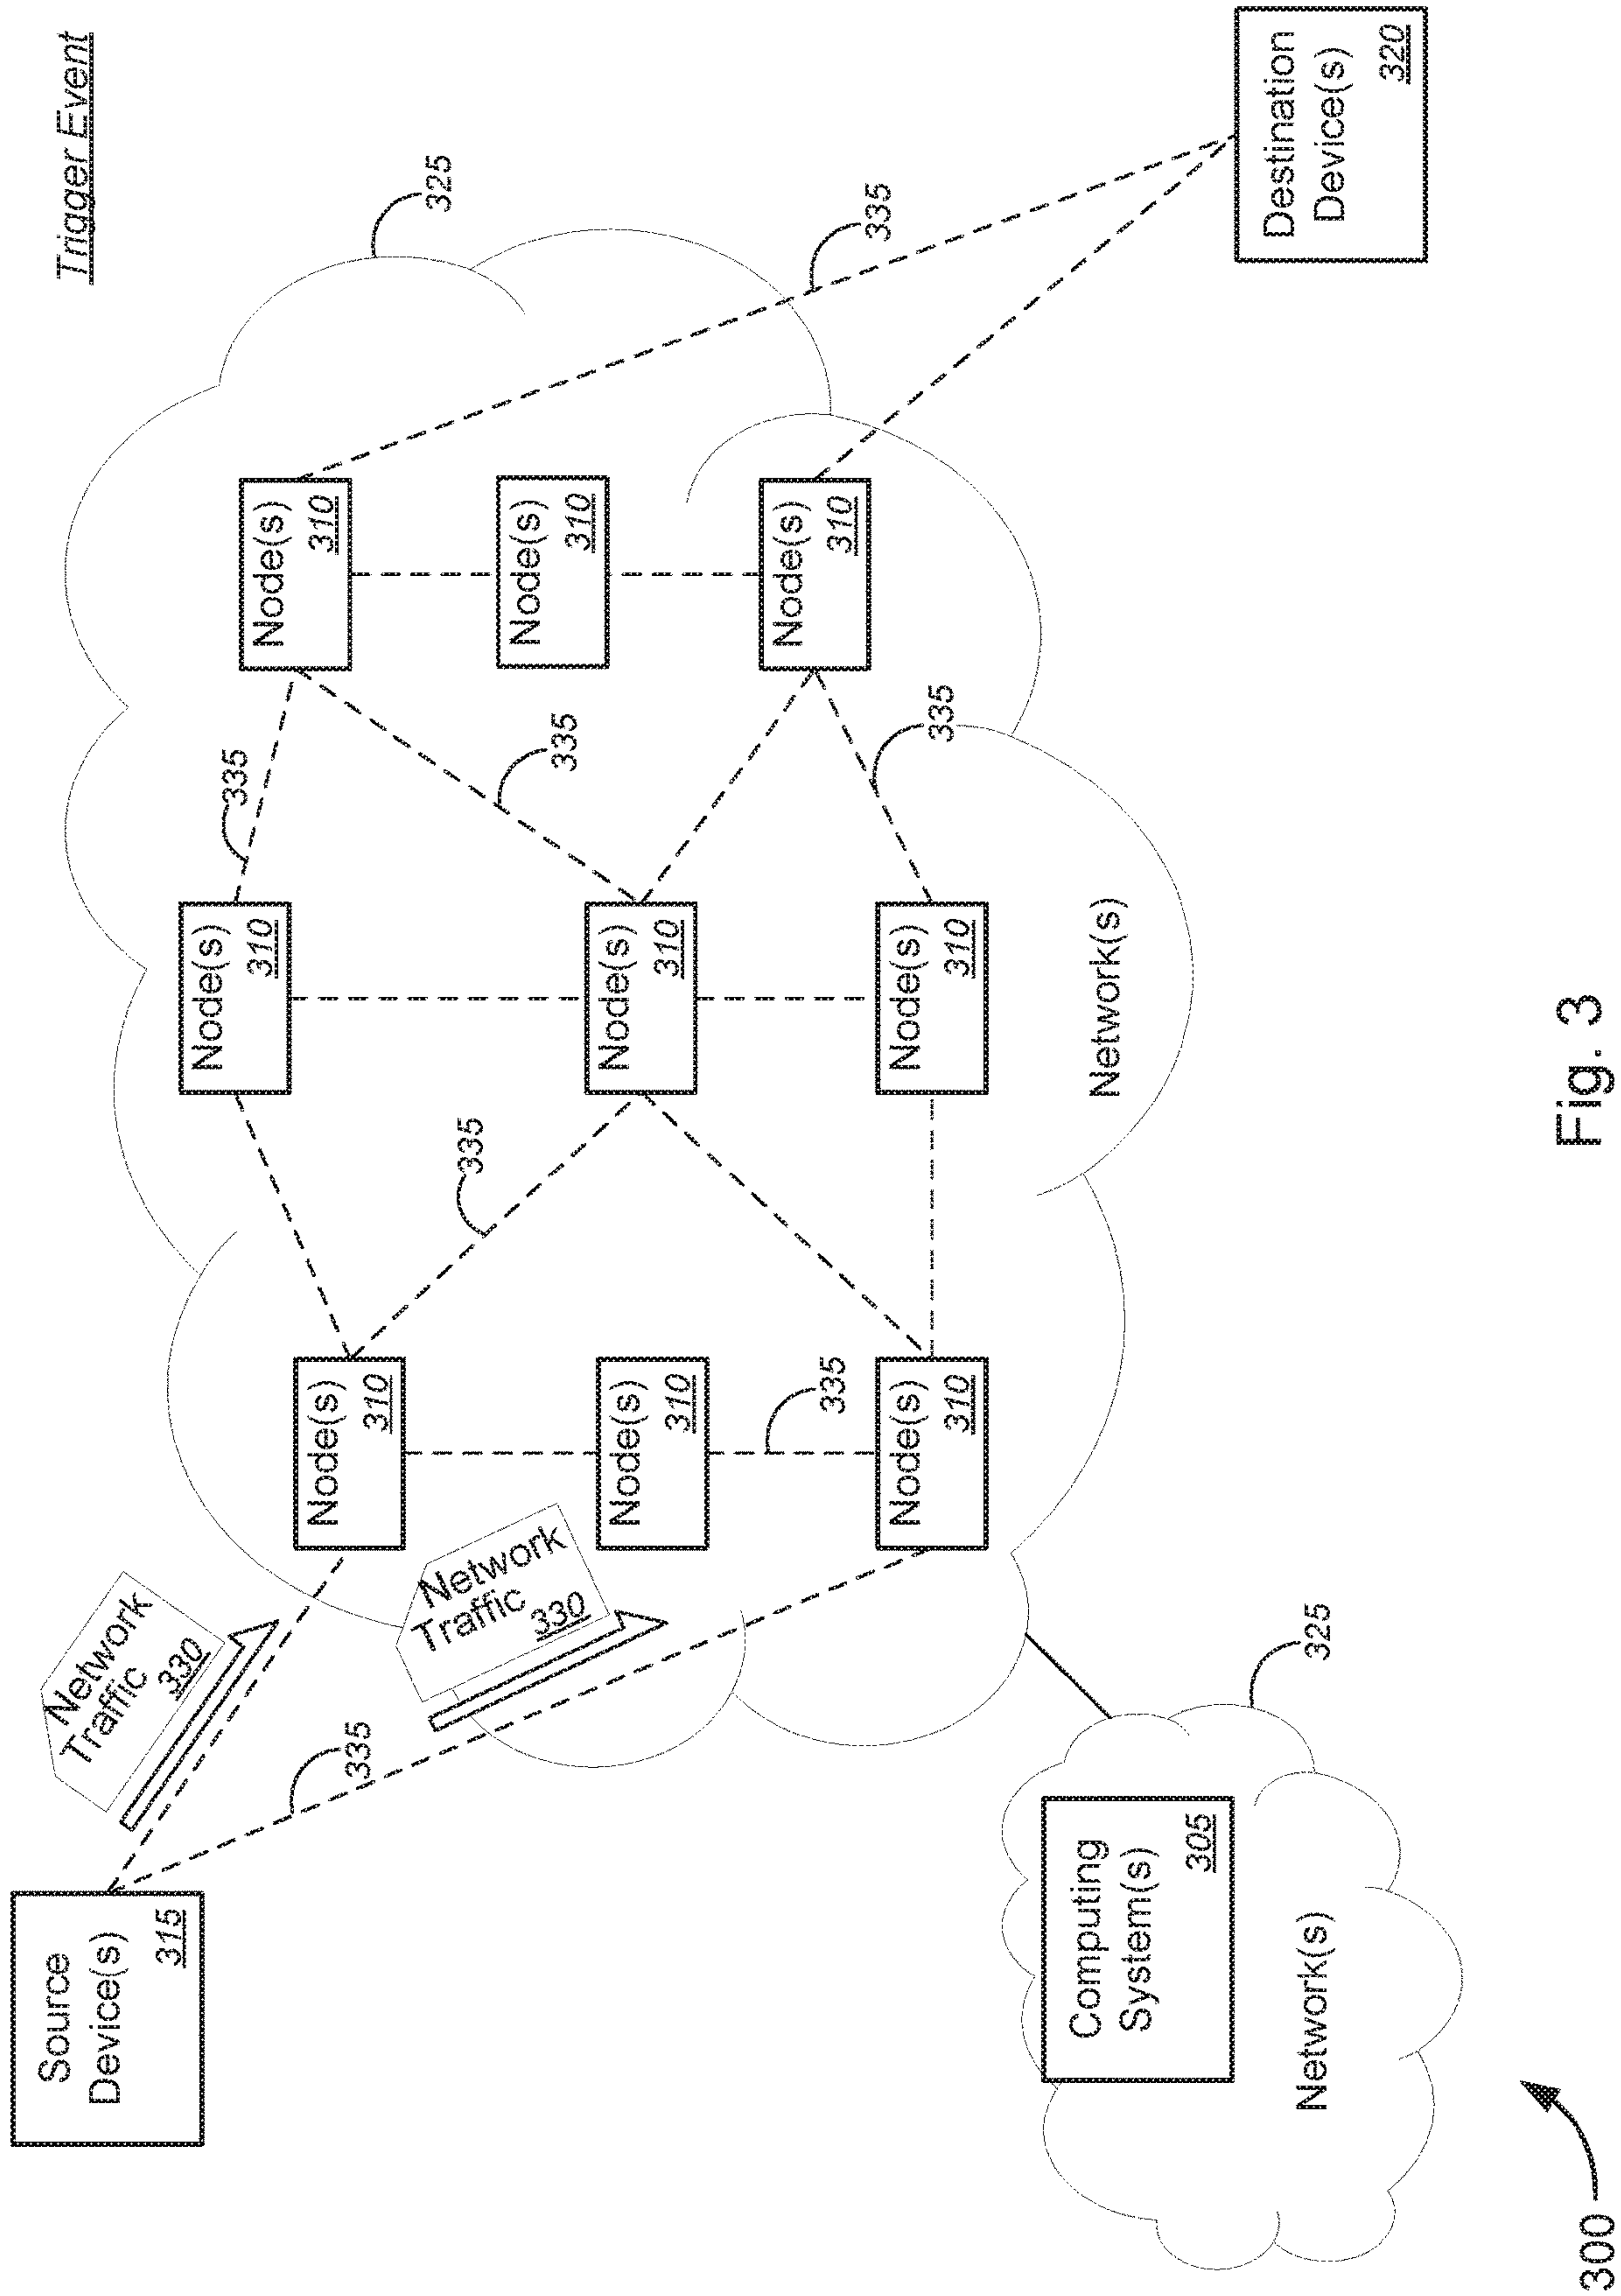 Trigger Event
Source
Device(s)
315
Network
Traffic
330
Node(s)
310
335
Node(s)
310
Node(s)
310
335
325
Network
Traffic
330
335
335
Node(s)
310
Node(s)
310
Node(s)
310
Node(s)
310
335
335
Node(s)
310
Node(s)
310
335
Network(s)
Computing
System(s)
305
Destination
Device(s)
320
325
Network(s)
300
Fig. 3